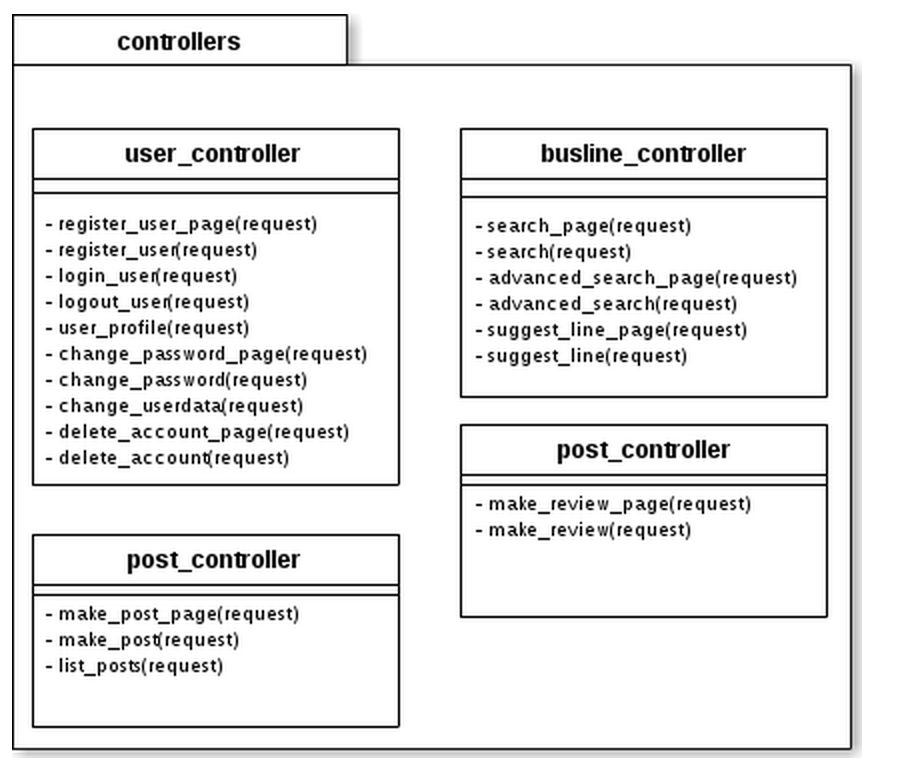 controllers
user_controller
- register_user_page(request)
- register_user(request)
- login_user(request)
- logout_user(request)
- user_profile(request)
- change_password_page(request)
- change_password(request)
- change_userdata(request)
- delete_account_page(request)
- delete_account(request)
busline_controller
- search_page(request)
- search(request)
- advanced_search_page(request)
- advanced_search(request)
- suggest_line_page(request)
- suggest_line(request)
post_controller
- make_review_page(request)
- make_review(request)
post_controller
- make_post_page(request)
- make_post(request)
- list_posts(request)